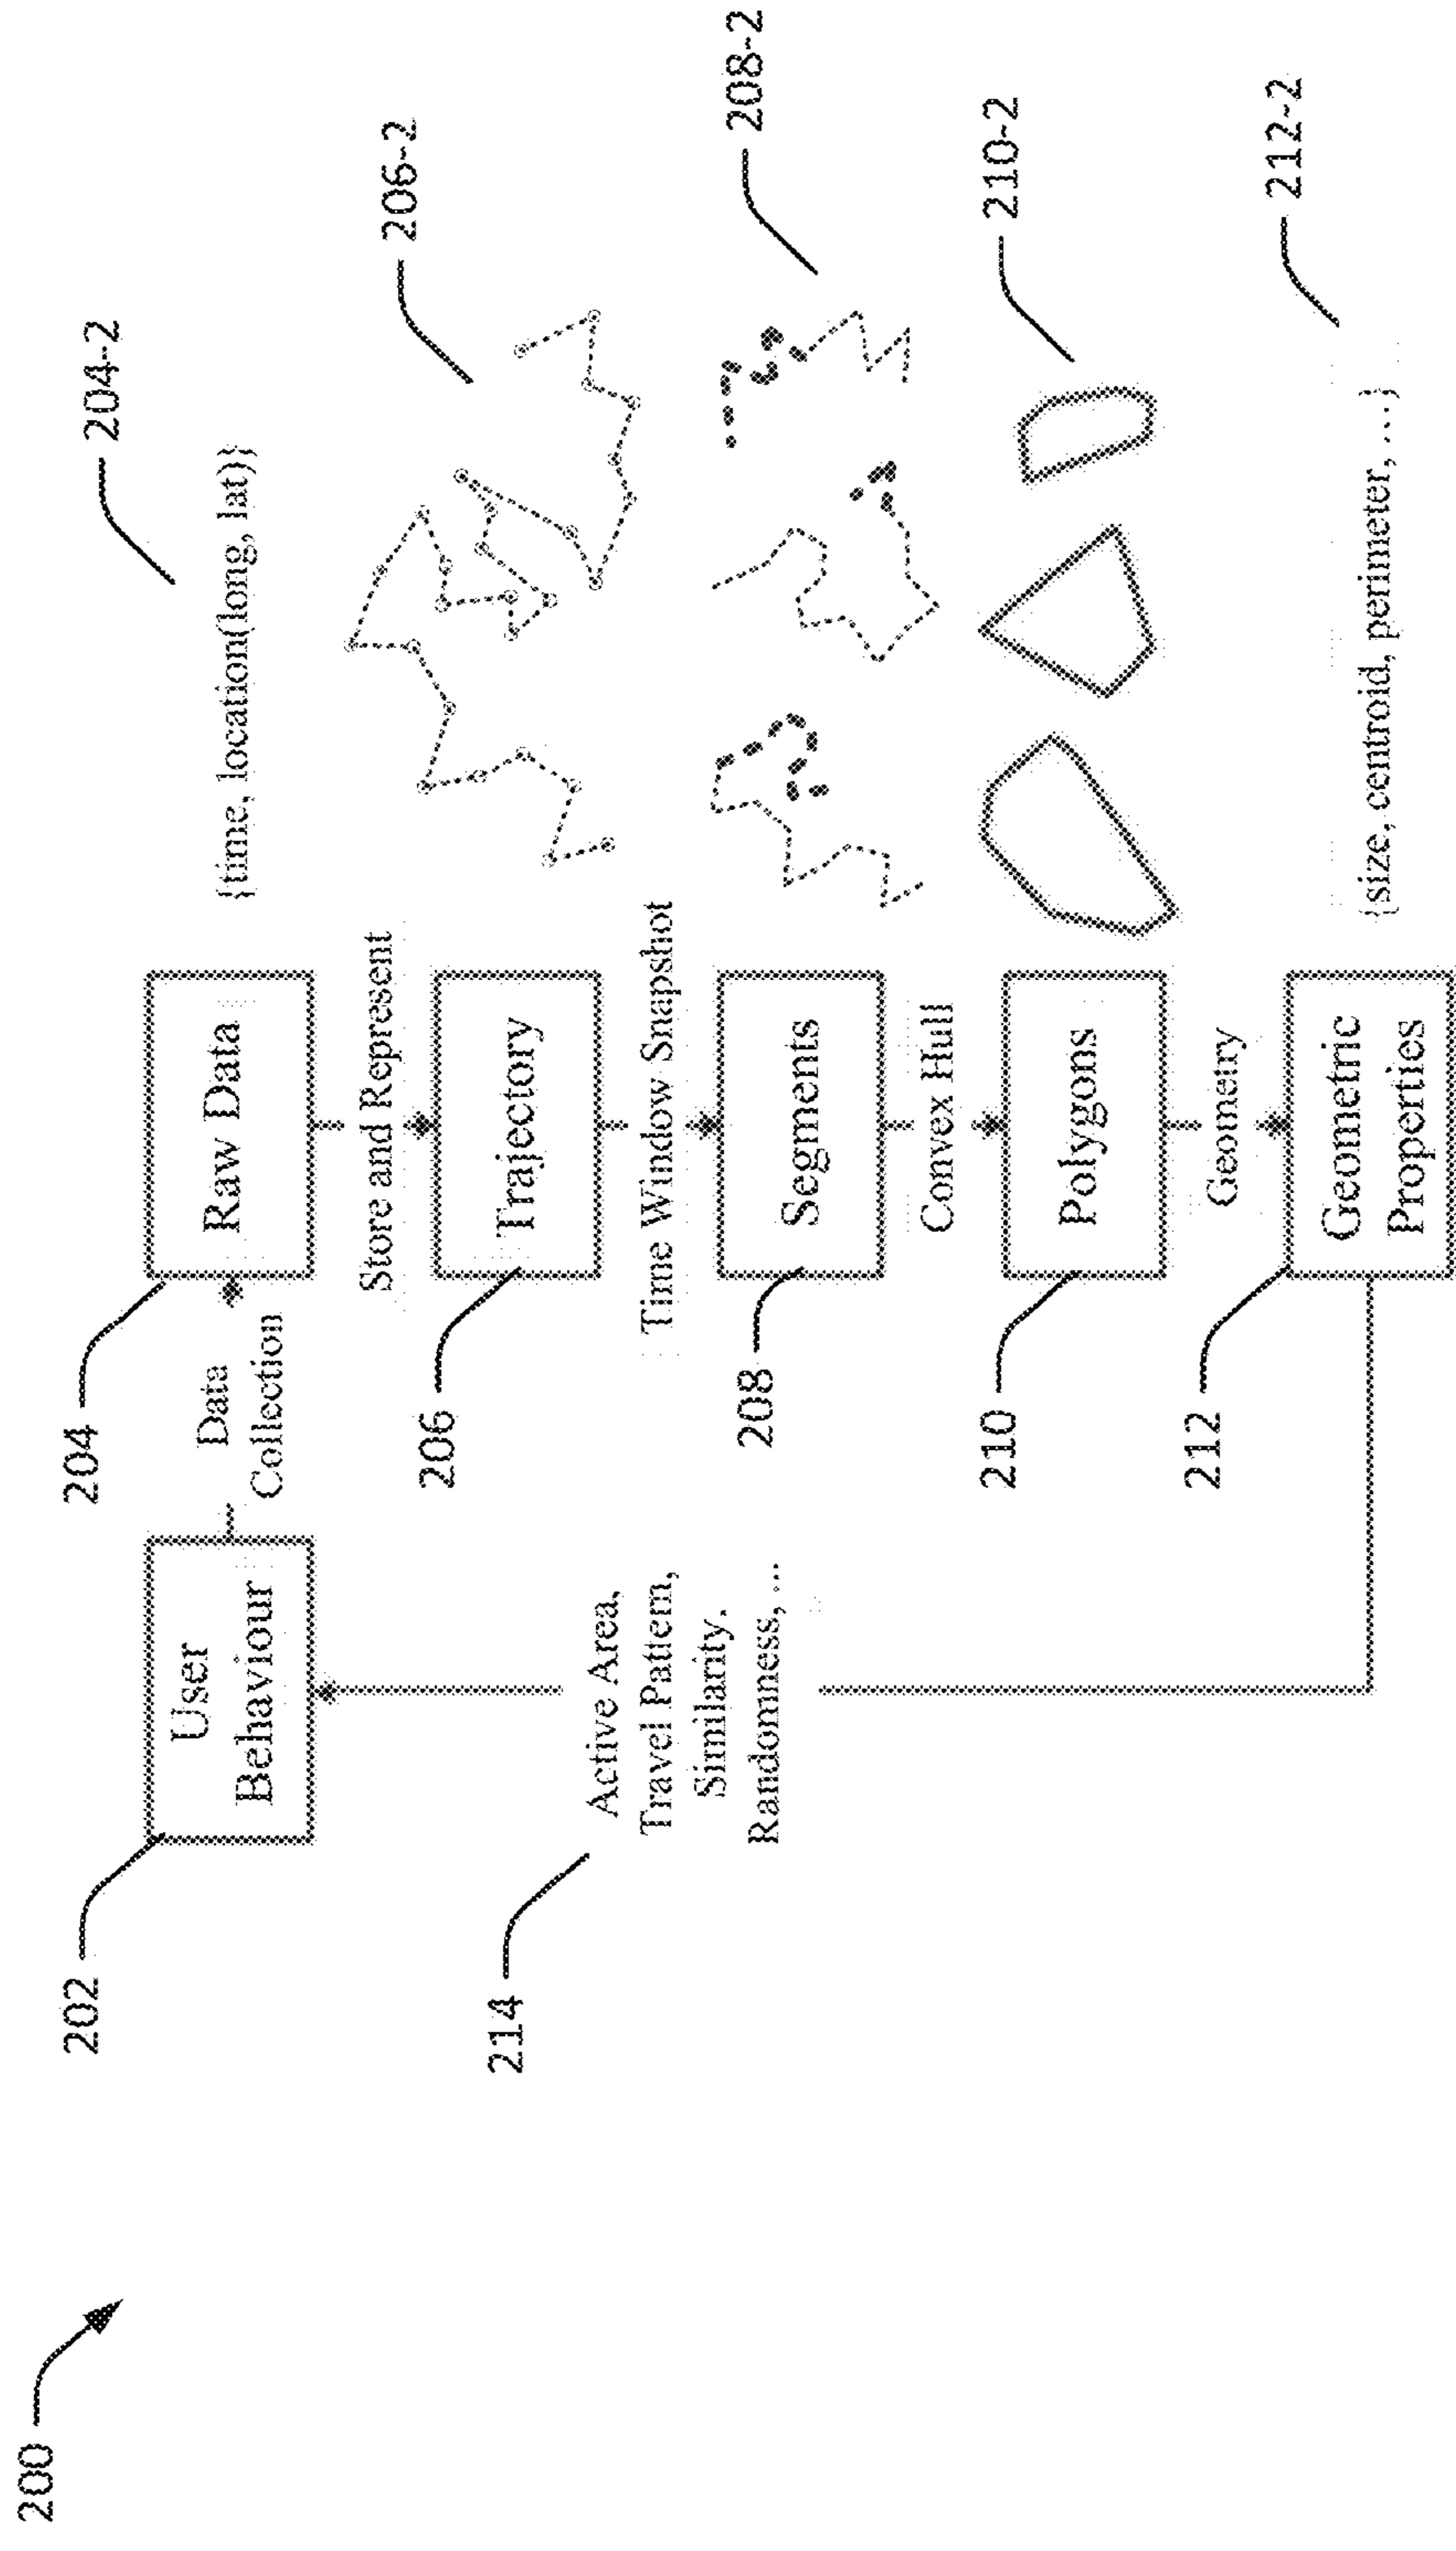 200
202
User
Behaviour
Data
Collection
204
Raw Data
204-2
{time, location(long, lat)}
Store and Represent
206
Trajectory
206-2
Time Window Snapshot
208
Segments
208-2
214
Active Area,
Travel Pattern,
Similarity,
Randomness, ...
Convex Hull
210
Polygons
210-2
Geometry
212
Geometric
Properties
212-2
{size, centroid, perimeter, ...}